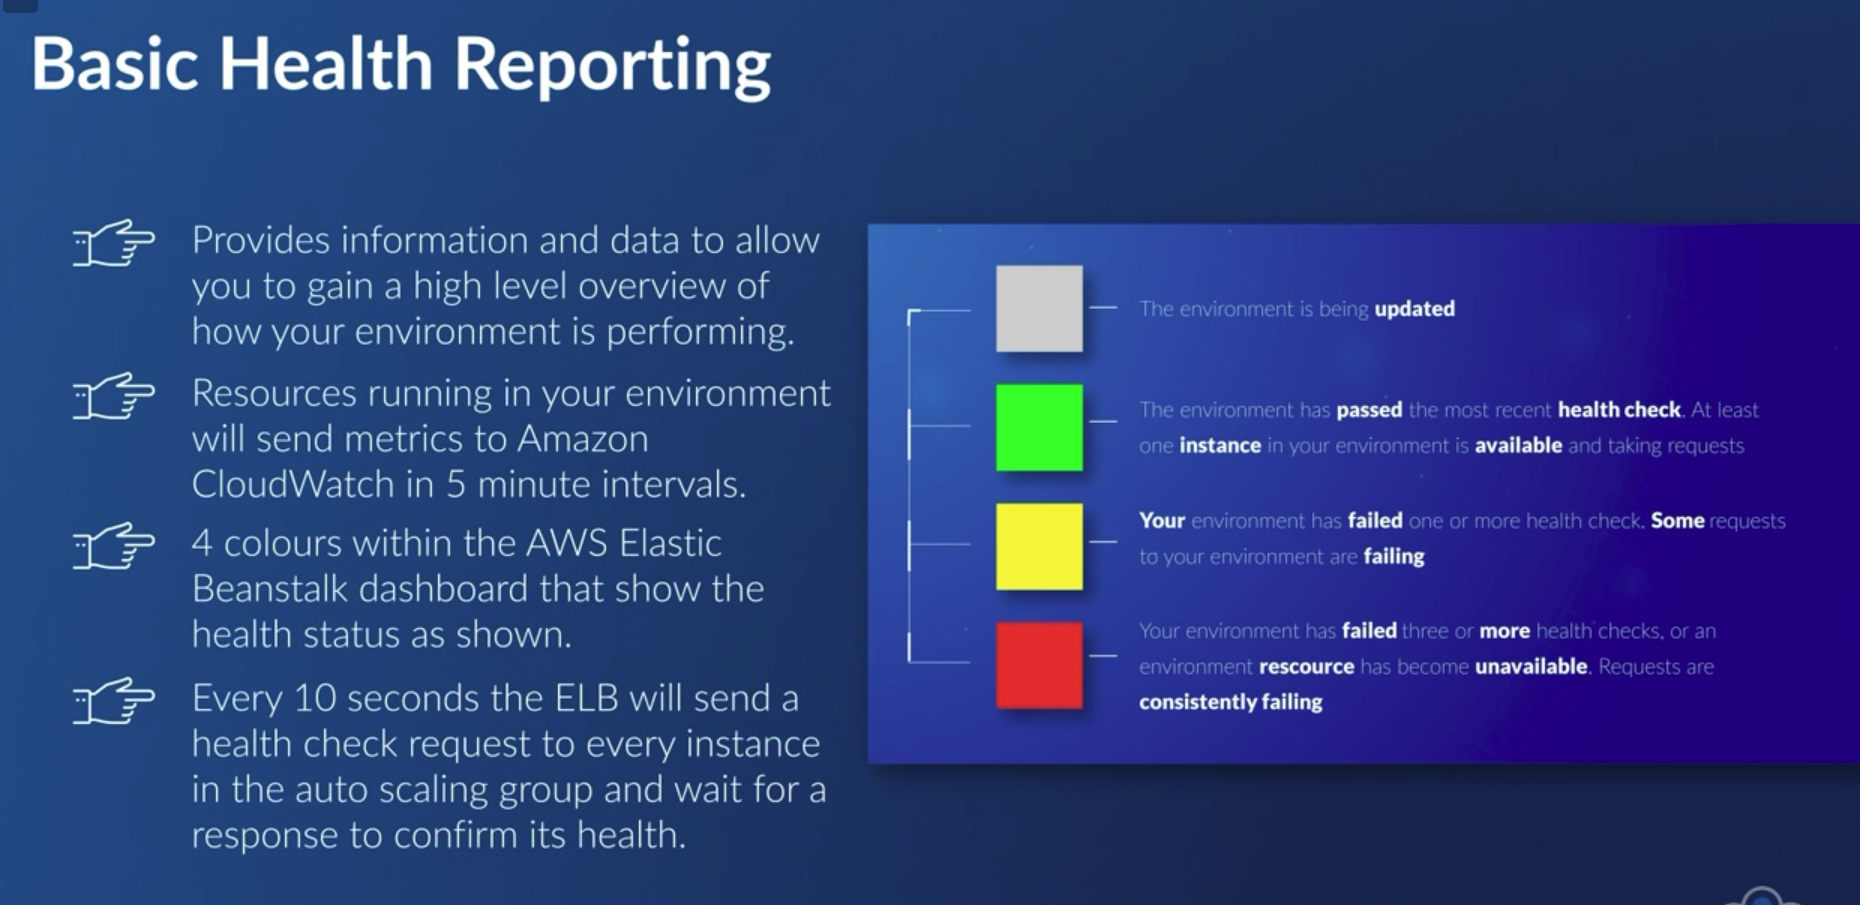 Basic Health Reporting
Provides information and data to allow
you to gain a high level overview of
how your environment is performing.
Resources running in your environment
will send metrics to Amazon
CloudWatch in 5 minute intervals.
4 colours within the AWS Elastic
Beanstalk dashboard that show the
health status as shown.
Every 10 seconds the ELB will send a
health check request to every instance
in the auto scaling group and wait for a
response to confirm its health.
The environment is being updated
The environment has passed the most recent health check. At least
one instance in your environment is available and taking requests
Your environment has failed one or more health check. Some requests
to your environment are failing
Your environment has failed three or more health checks, or an
environment rescource has become unavailable. Requests are
consistently failing